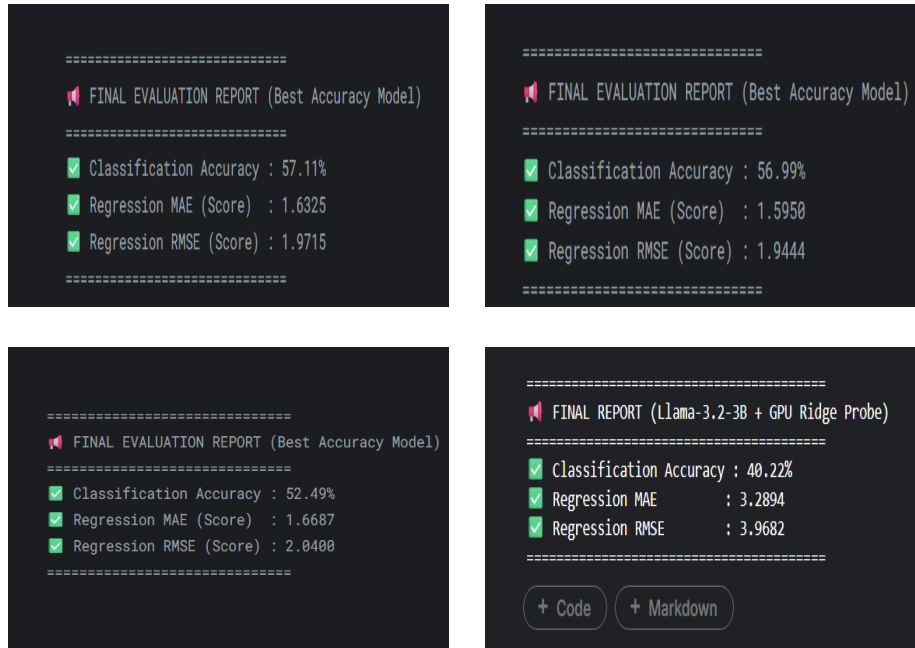 ==============================
📢 FINAL EVALUATION REPORT (Best Accuracy Model)
==============================
✅ Classification Accuracy : 57.11%
✅ Regression MAE (Score)  : 1.6325
✅ Regression RMSE (Score) : 1.9715
==============================
==============================
📢 FINAL EVALUATION REPORT (Best Accuracy Model)
==============================
✅ Classification Accuracy : 56.99%
✅ Regression MAE (Score)  : 1.5950
✅ Regression RMSE (Score) : 1.9444
==============================
==============================
📢 FINAL EVALUATION REPORT (Best Accuracy Model)
==============================
✅ Classification Accuracy : 52.49%
✅ Regression MAE (Score)  : 1.6687
✅ Regression RMSE (Score) : 2.0400
==============================
========================================
📢 FINAL REPORT (Llama-3.2-3B + GPU Ridge Probe)
========================================
✅ Classification Accuracy : 40.22%
✅ Regression MAE         : 3.2894
✅ Regression RMSE        : 3.9682
========================================
+ Code + Markdown